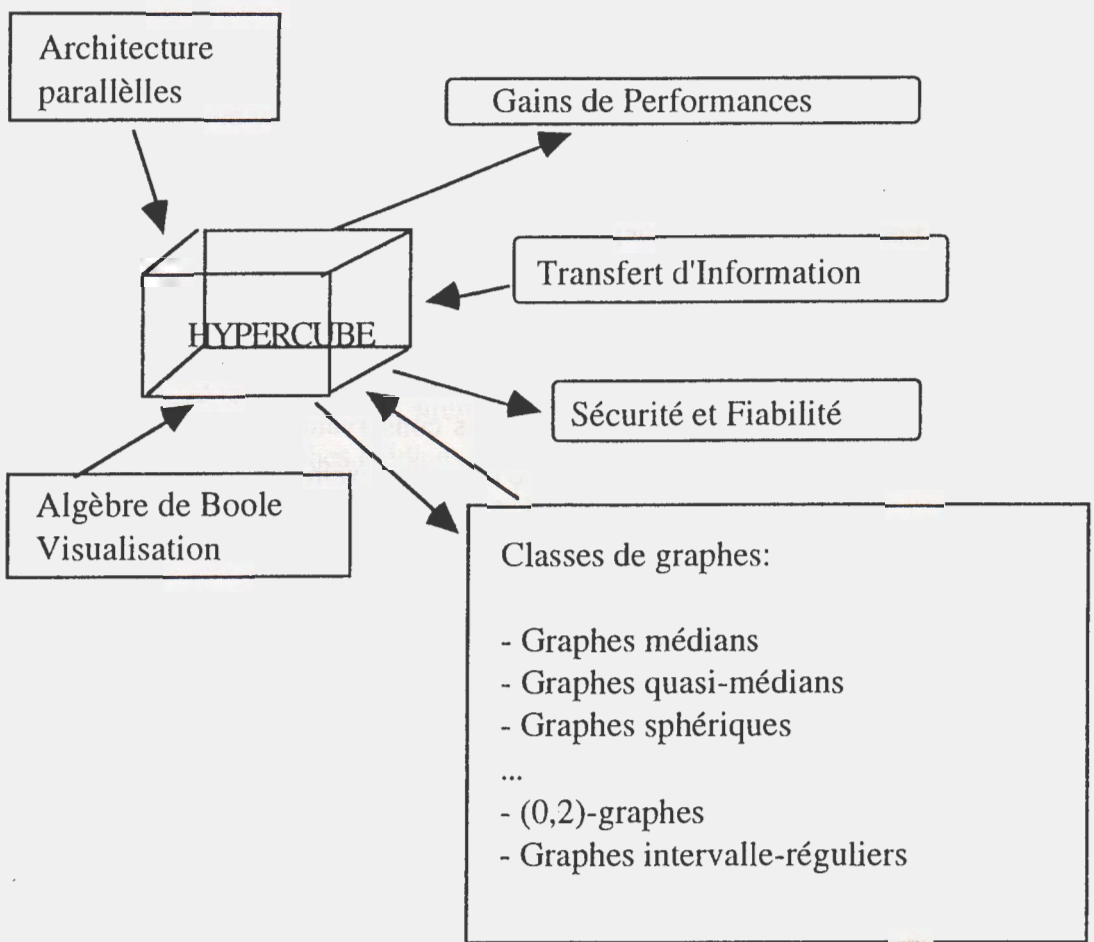 Architecture
parallèlles
Gains de Performances
Transfert d'Information
HYPERCUBE
Sécurité et Fiabilité
Algèbre de Boole
Visualisation
Classes de graphes:
- Graphes médians
- Graphes quasi-médians
- Graphes sphériques
...
- (0,2)-graphes
- Graphes intervalle-réguliers